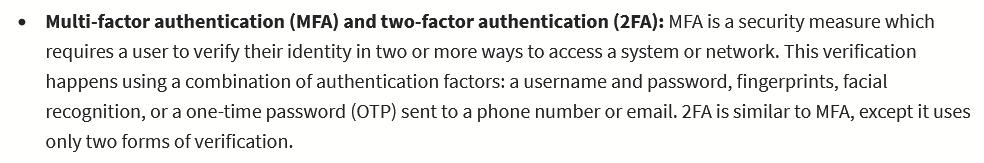 • Multi-factor authentication (MFA) and two-factor authentication (2FA): MFA is a security measure which
requires a user to verify their identity in two or more ways to access a system or network. This verification
happens using a combination of authentication factors: a username and password, fingerprints, facial
recognition, or a one-time password (OTP) sent to a phone number or email. 2FA is similar to MFA, except it uses
only two forms of verification.